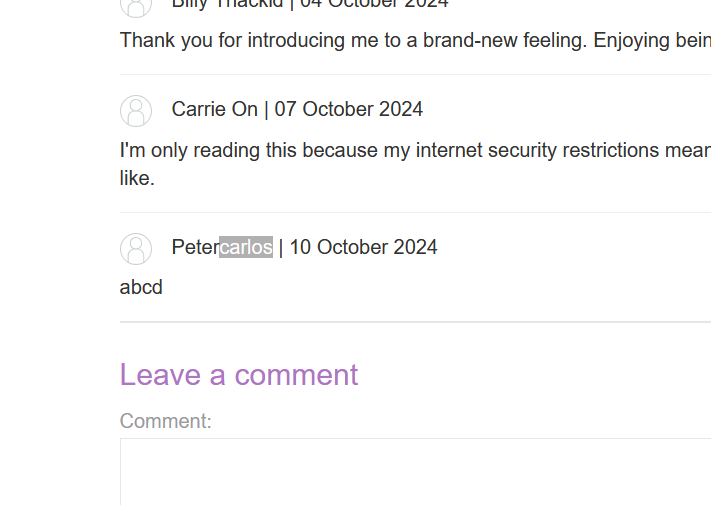 Billy Thackid | 04 October 2024
Thank you for introducing me to a brand-new feeling. Enjoying bein
Carrie On | 07 October 2024
I'm only reading this because my internet security restrictions mean
like.
Petercarlos | 10 October 2024
abcd
Leave a comment
Comment: